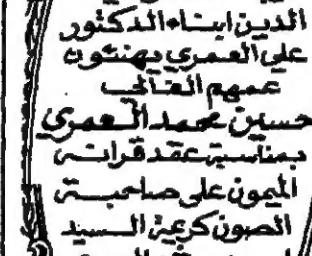 الدين ابناء الدكتور
علي العمري يهنئون
عمهم الغالي
حسين محمد العمري
بمناسبة عقد قرانه
الميمون على صاحبة
الصون كريمة السيد